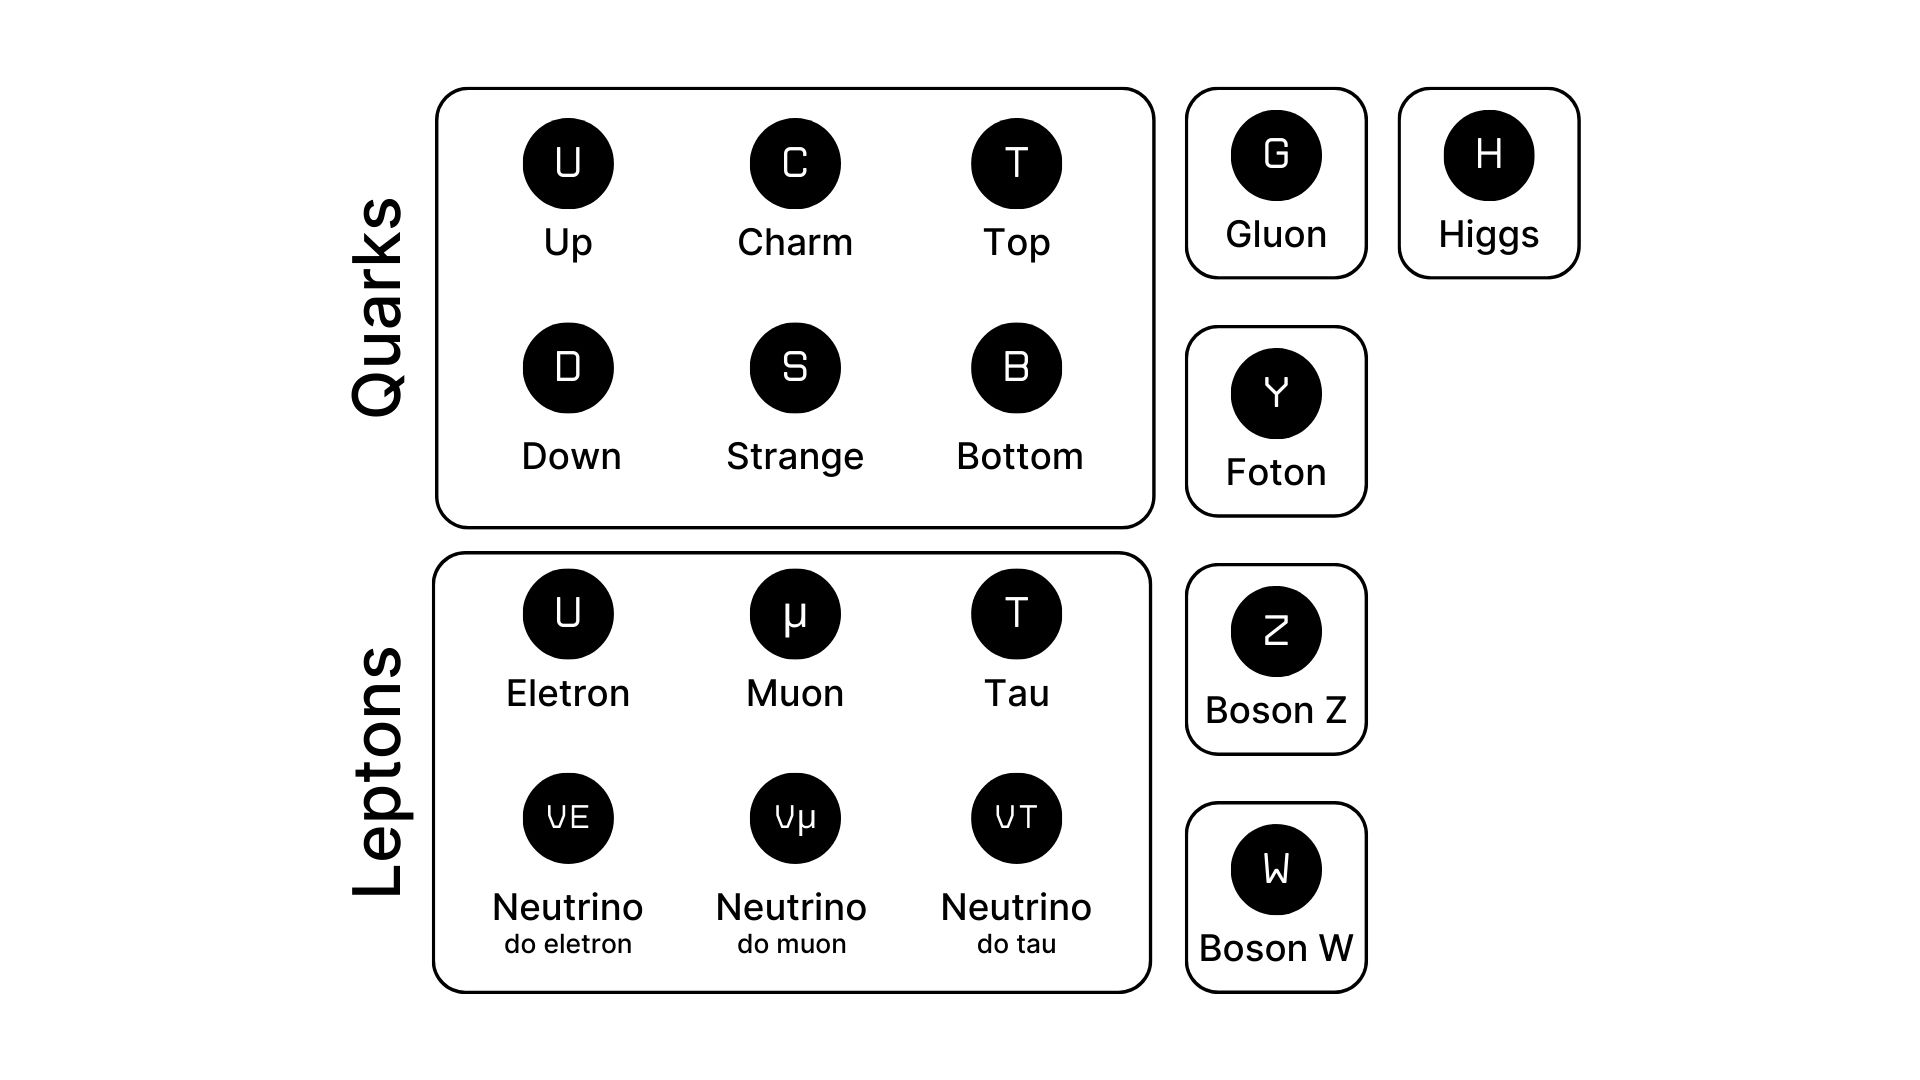 Quarks
U
C
T
Up
Charm
Top
D
S
B
Down
Strange
Bottom
Leptons
U
µ
T
Eletron
Muon
Tau
VE
Vµ
VT
Neutrino
do eletron
Neutrino
do muon
Neutrino
do tau
G
Gluon
H
Higgs
Y
Foton
Z
Boson Z
W
Boson W